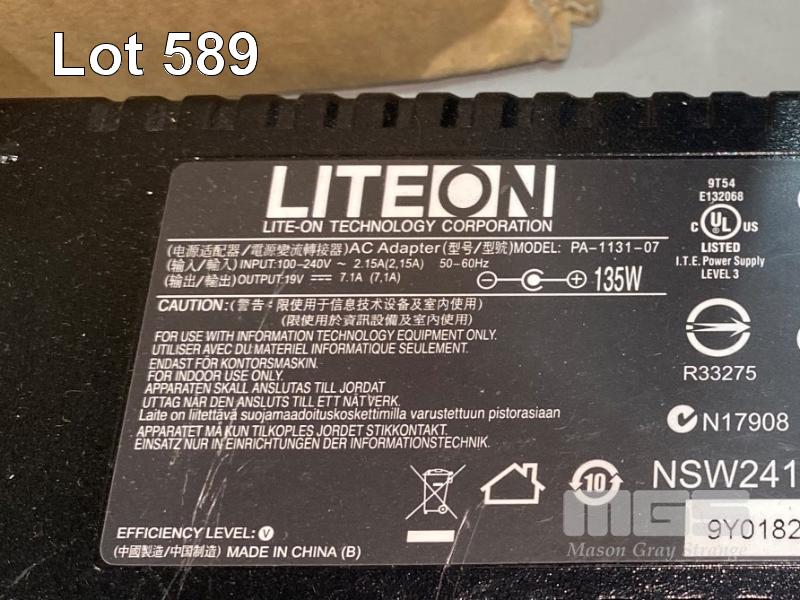 Lot 589
LITEON
LITE-ON TECHNOLOGY CORPORATION
(电源适配器/電源變流轉接器)AC Adapter(型号/型號)MODEL: PA-1131-07
(输入/輸入) INPUT:100-240V ~ 2.15A(2,15A) 50-60Hz
(输出/輸出)OUTPUT:19V ⎓ 7.1A (7,1A) 135W
CAUTION:(警告:限使用于信息技术设备及室内使用)
(限使用於資訊設備及室內使用)
FOR USE WITH INFORMATION TECHNOLOGY EQUIPMENT ONLY.
UTILISER AVEC DU MATERIEL INFORMATIQUE SEULEMENT.
ENDAST FÖR KONTORSMASKIN.
FOR INDOOR USE ONLY.
APPARATEN SKALL ANSLUTAS TILL JORDAT
UTTAG NÄR DEN ANSLUTS TILL ETT NÄTVERK.
Laite on liitettävä suojamaadoituskoskettimilla varustettuun pistorasiaan
APPARATET MÅ KUN TILKOPLES JORDET STIKKONTAKT.
EINSATZ NUR IN EINRICHTUNGEN DER INFORMATIONSTECHNIK.
EFFICIENCY LEVEL: V
(中國製造/中国制造) MADE IN CHINA (B)
9T54
E132068
C UL US
LISTED
I.T.E. Power Supply
LEVEL 3
R33275
N17908
10
NSW241
9Y0182
MGS
Mason Gray Strange